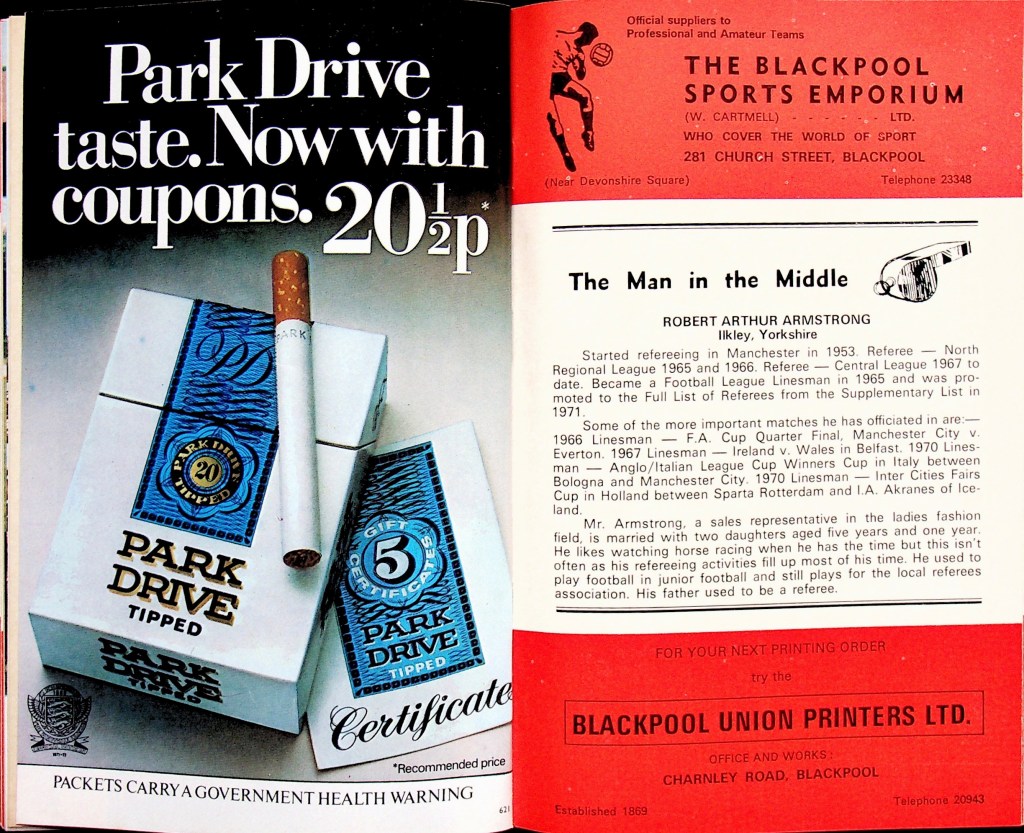 Park Drive
taste. Now with
coupons. 20½p*
PARK
PD
PARK DRIVE
20
TIPPED
PARK
DRIVE
TIPPED
PARK
DRIVE
TIPPED
GIFT
5
CERTIFICATES
PARK
DRIVE
TIPPED
Certificate
*Recommended price
PACKETS CARRY A GOVERNMENT HEALTH WARNING
621
Official suppliers to
Professional and Amateur Teams
THE BLACKPOOL
SPORTS EMPORIUM
(W. CARTMELL) - - - - - - LTD.
WHO COVER THE WORLD OF SPORT
281 CHURCH STREET, BLACKPOOL
(Near Devonshire Square) Telephone 23348
The Man in the Middle
ROBERT ARTHUR ARMSTRONG
Ilkley, Yorkshire
Started refereeing in Manchester in 1953. Referee — North
Regional League 1965 and 1966. Referee — Central League 1967 to
date. Became a Football League Linesman in 1965 and was pro-
moted to the Full List of Referees from the Supplementary List in
1971.
Some of the more important matches he has officiated in are:—
1966 Linesman — F.A. Cup Quarter Final, Manchester City v.
Everton. 1967 Linesman — Ireland v. Wales in Belfast. 1970 Lines-
man — Anglo/Italian League Cup Winners Cup in Italy between
Bologna and Manchester City. 1970 Linesman — Inter Cities Fairs
Cup in Holland between Sparta Rotterdam and I.A. Akranes of Ice-
land.
Mr. Armstrong, a sales representative in the ladies fashion
field, is married with two daughters aged five years and one year.
He likes watching horse racing when he has the time but this isn't
often as his refereeing activities fill up most of his time. He used to
play football in junior football and still plays for the local referees
association. His father used to be a referee.
FOR YOUR NEXT PRINTING ORDER
try the
BLACKPOOL UNION PRINTERS LTD.
OFFICE AND WORKS:
CHARNLEY ROAD, BLACKPOOL
Established 1869 Telephone 20943